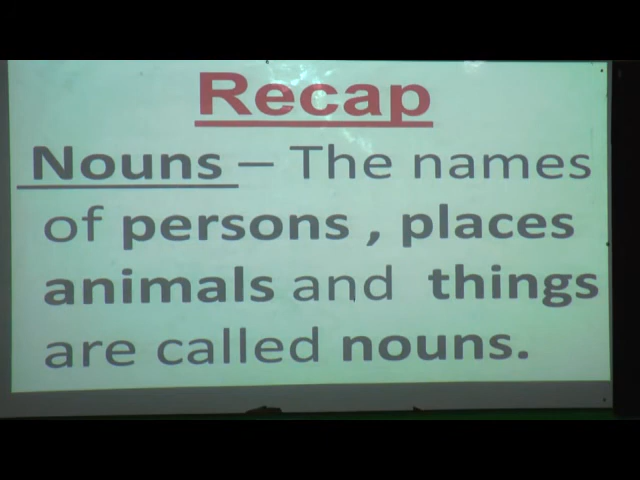 Recap
Nouns – The names
of persons , places
animals and things
are called nouns.